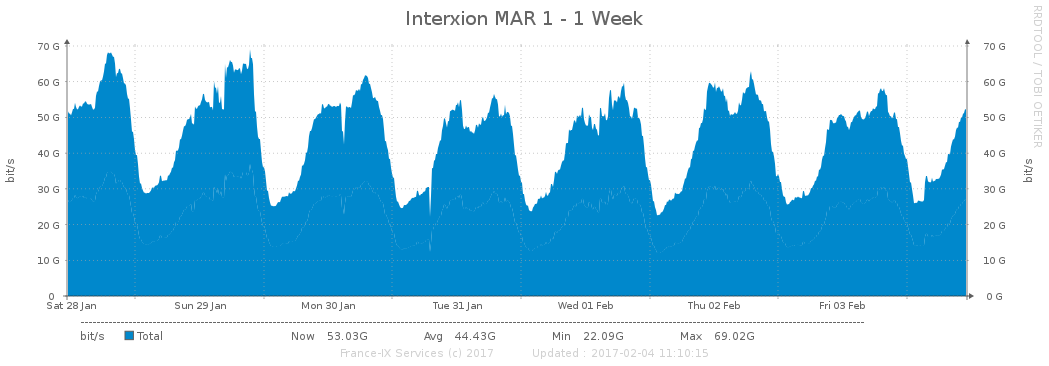 Interxion MAR 1 - 1 Week
RRDTOOL / TOBI OETIKER
bit/s
70 G
60 G
50 G
40 G
30 G
20 G
10 G
0
70 G
60 G
50 G
40 G
30 G
20 G
10 G
0 G
bit/s
Sat 28 Jan Sun 29 Jan Mon 30 Jan Tue 31 Jan Wed 01 Feb Thu 02 Feb Fri 03 Feb
bit/s Total Now 53.03G Avg 44.43G Min 22.09G Max 69.02G
France-IX Services (c) 2017 Updated : 2017-02-04 11:10:15